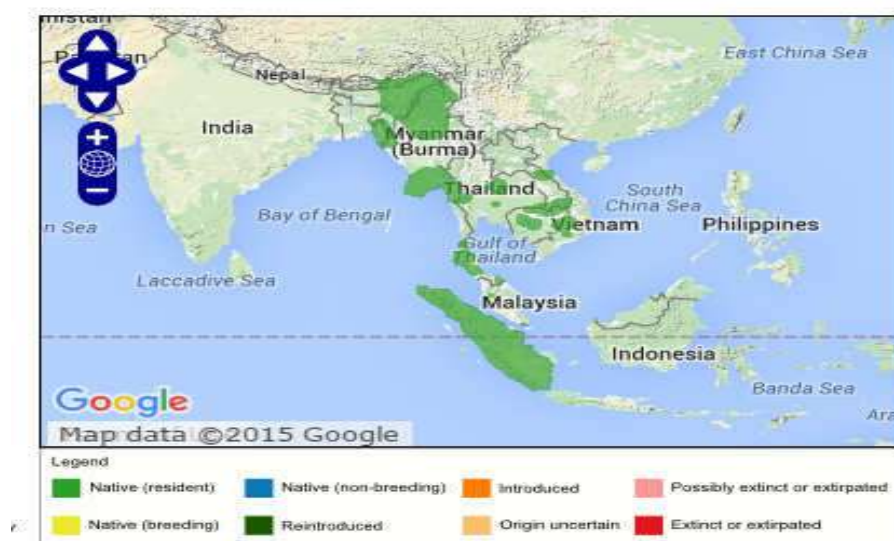 East China Sea
Nepal
India
Myanmar
(Burma)
Thailand
South
China Sea
Bay of Bengal
Vietnam
Philippines
n Sea
Gulf of
Thailand
Laccadive Sea
Malaysia
Indonesia
Banda Sea
Google
Ara
Map data ©2015 Google
Legend
Native (resident)
Native (non-breeding)
Introduced
Possibly extinct or extirpated
Native (breeding)
Reintroduced
Origin uncertain
Extinct or extirpated